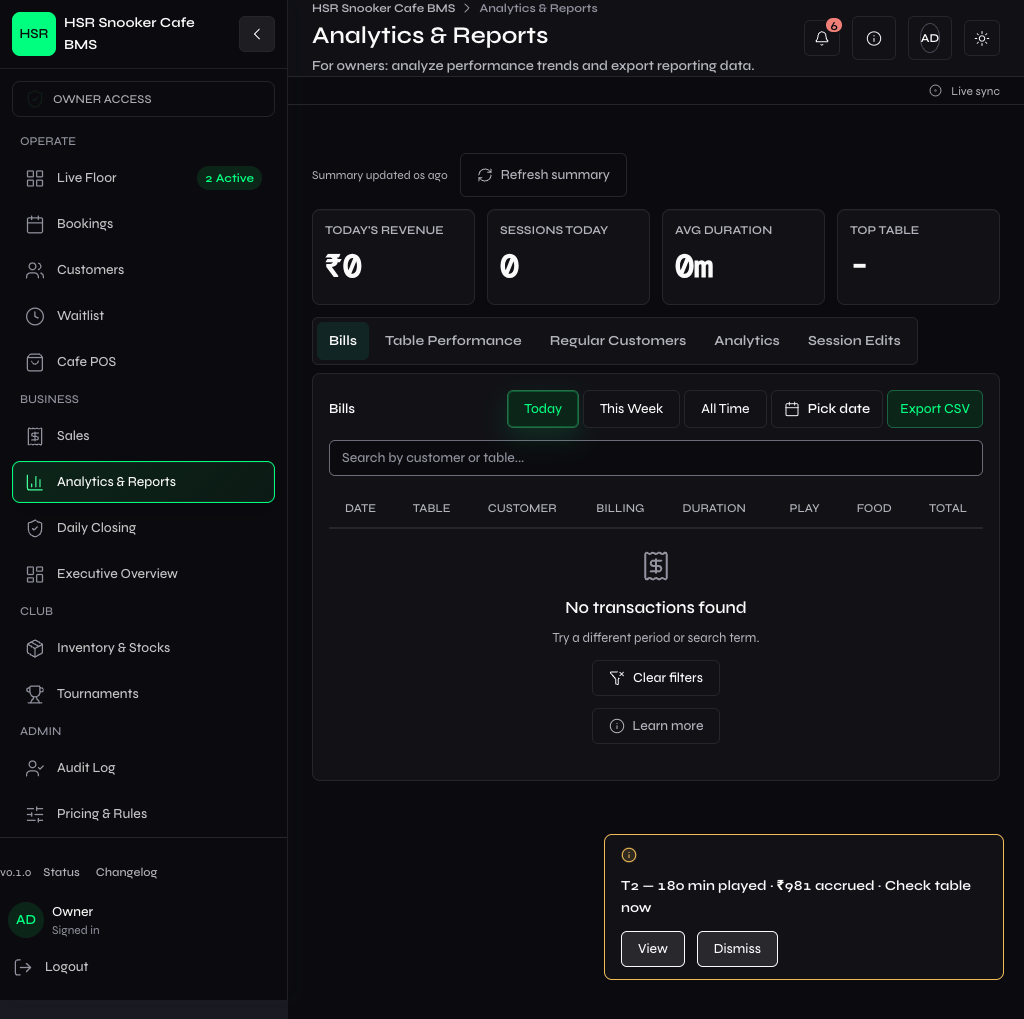 HSR
HSR Snooker Cafe
BMS
OWNER ACCESS
OPERATE
Live Floor
2 Active
Bookings
Customers
Waitlist
Cafe POS
BUSINESS
Sales
Analytics & Reports
Daily Closing
Executive Overview
CLUB
Inventory & Stocks
Tournaments
ADMIN
Audit Log
Pricing & Rules
v0.1.0 Status Changelog
AD
Owner
Signed in
Logout
HSR Snooker Cafe BMS > Analytics & Reports
Analytics & Reports
For owners: analyze performance trends and export reporting data.
6
AD
Live sync
Summary updated 0s ago
Refresh summary
TODAY'S REVENUE
₹0
SESSIONS TODAY
0
AVG DURATION
0m
TOP TABLE
–
Bills Table Performance Regular Customers Analytics Session Edits
Bills
Today This Week All Time Pick date Export CSV
Search by customer or table...
DATE TABLE CUSTOMER BILLING DURATION PLAY FOOD TOTAL
No transactions found
Try a different period or search term.
Clear filters
Learn more
T2 — 180 min played · ₹981 accrued · Check table
now
View Dismiss